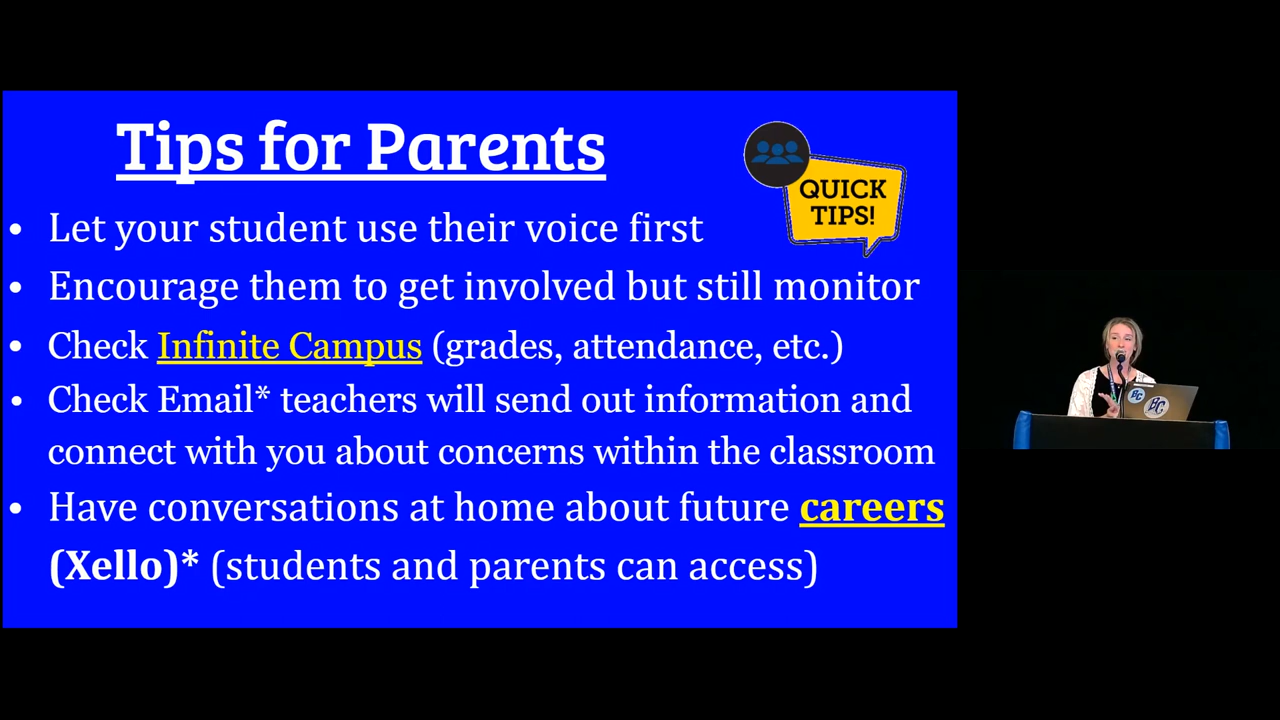 Tips for Parents
QUICK
TIPS!
• Let your student use their voice first
• Encourage them to get involved but still monitor
• Check Infinite Campus (grades, attendance, etc.)
• Check Email* teachers will send out information and
connect with you about concerns within the classroom
• Have conversations at home about future careers
(Xello)* (students and parents can access)
BC
BC